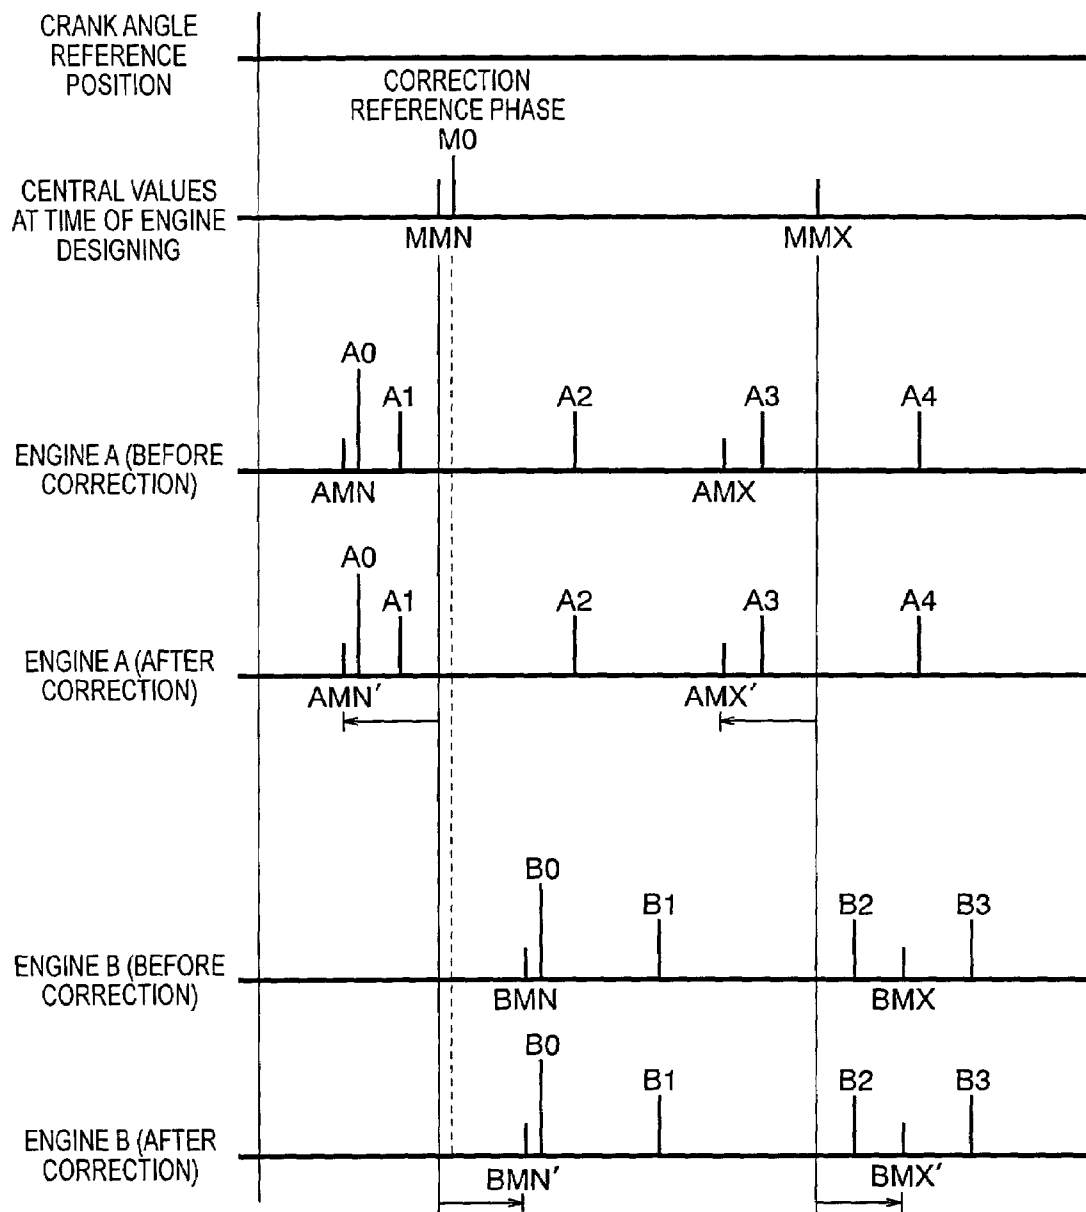 CRANK ANGLE
REFERENCE
POSITION
CORRECTION
REFERENCE PHASE
M0
CENTRAL VALUES
AT TIME OF ENGINE
DESIGNING
MMN
MMX
A0
A1
A2
A3
A4
ENGINE A (BEFORE
CORRECTION)
AMN
AMX
A0
A1
A2
A3
A4
ENGINE A (AFTER
CORRECTION)
AMN′
AMX′
B0
B1
B2
B3
ENGINE B (BEFORE
CORRECTION)
BMN
BMX
B0
B1
B2
B3
ENGINE B (AFTER
CORRECTION)
BMN′
BMX′